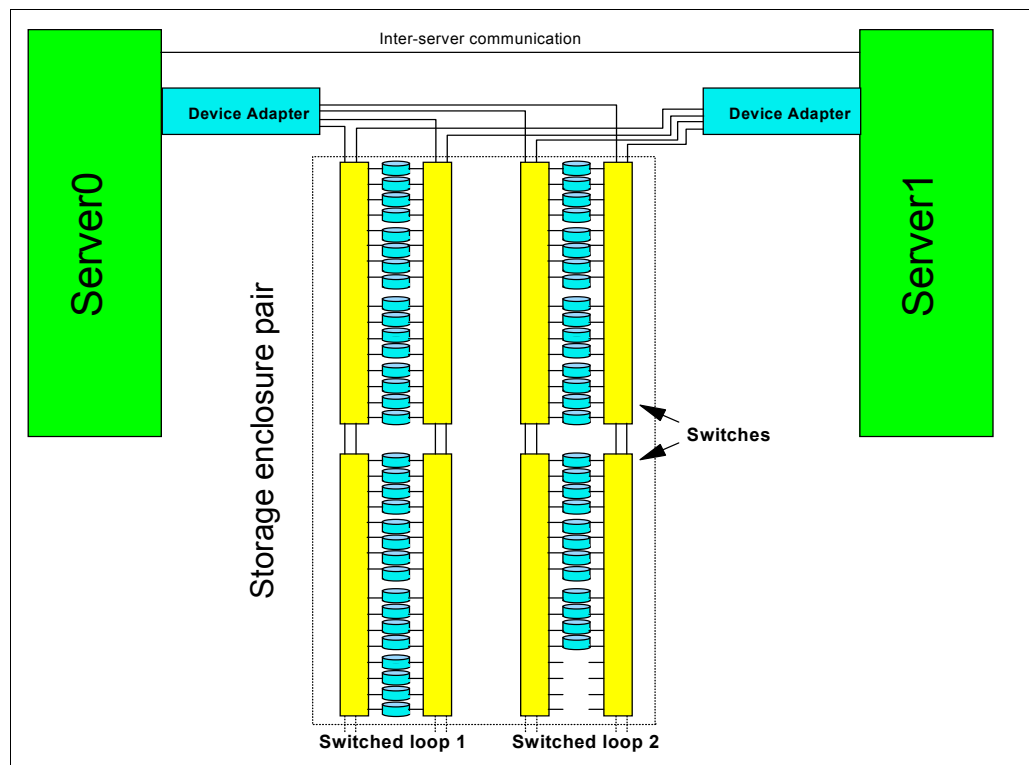 Inter-server communication
Device Adapter
Device Adapter
Server0
Server1
Storage enclosure pair
Switches
Switched loop 1
Switched loop 2